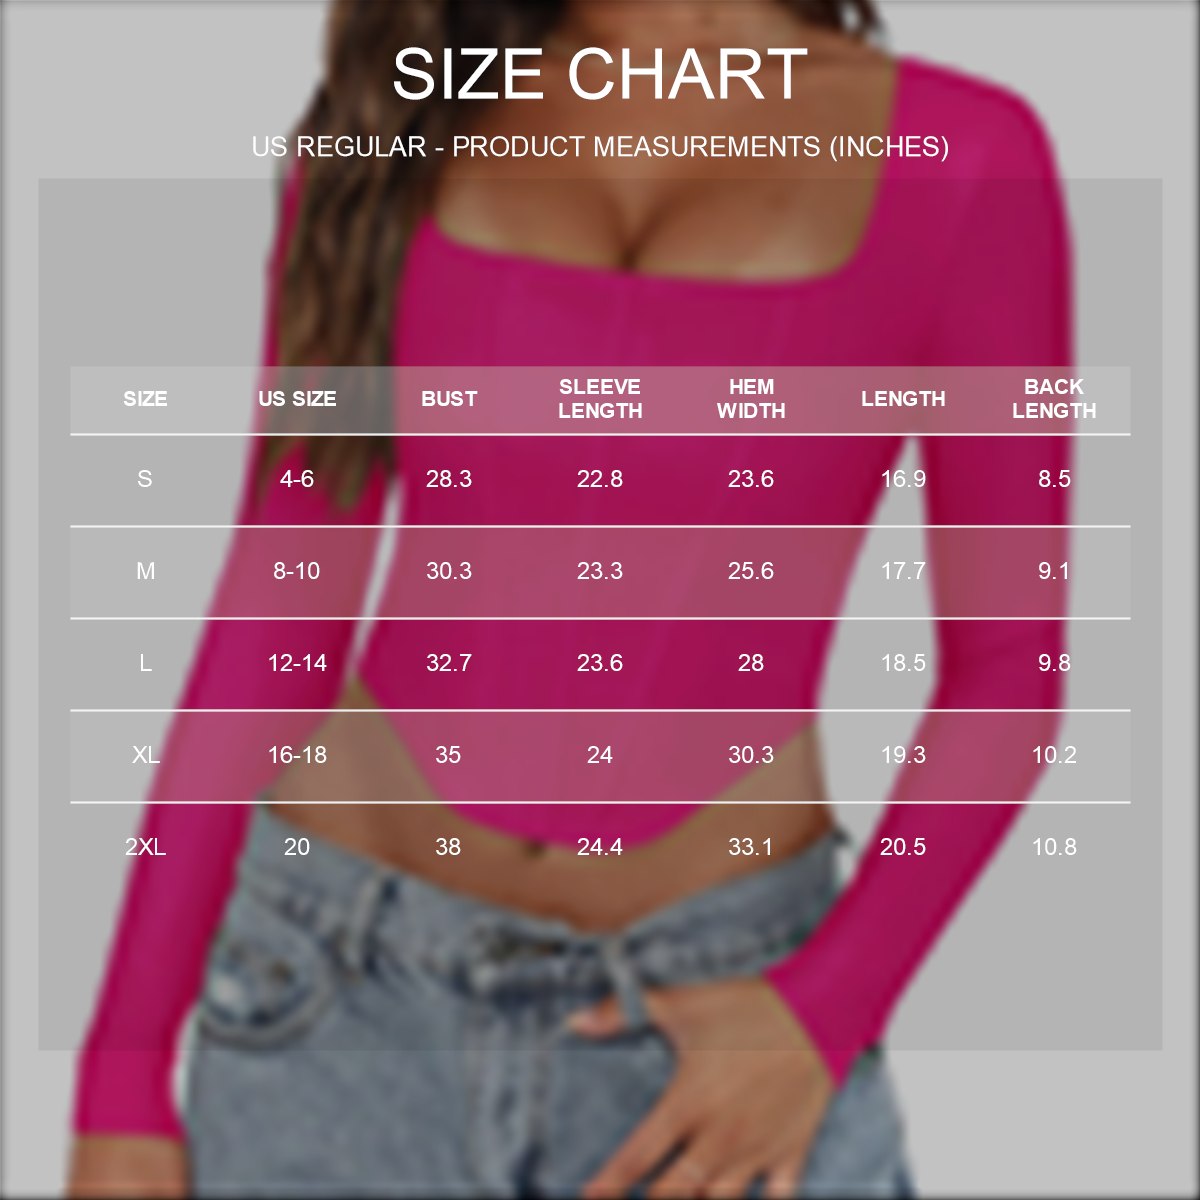 SIZE CHART
US REGULAR - PRODUCT MEASUREMENTS (INCHES)
SIZE US SIZE BUST SLEEVE LENGTH HEM WIDTH LENGTH BACK LENGTH
S 4-6 28.3 22.8 23.6 16.9 8.5
M 8-10 30.3 23.3 25.6 17.7 9.1
L 12-14 32.7 23.6 28 18.5 9.8
XL 16-18 35 24 30.3 19.3 10.2
2XL 20 38 24.4 33.1 20.5 10.8